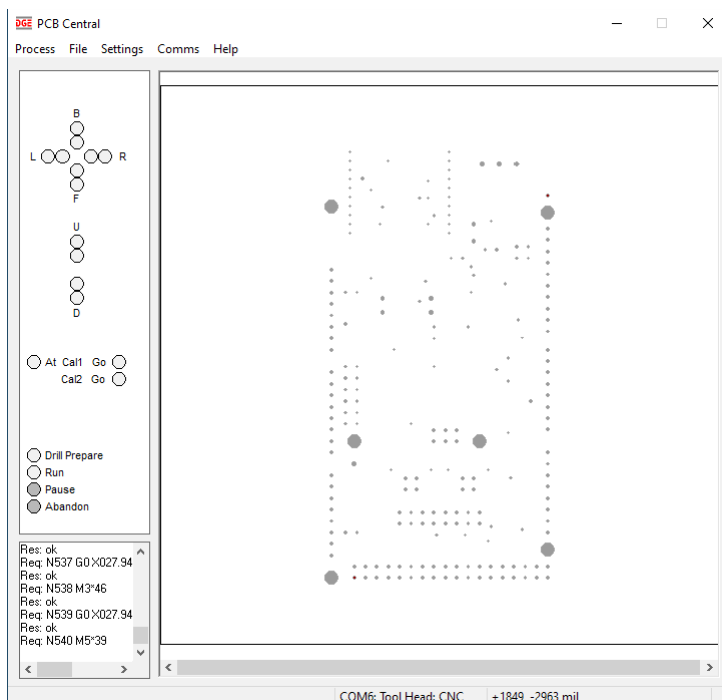 DGE PCB Central
Process File Settings Comms Help
B
L R
F
U
D
At Cal1 Go
Cal2 Go
Drill Prepare
Run
Pause
Abandon
Res: ok
Req: N537 G0 X027.94
Res: ok
Req: N538 M3*46
Res: ok
Req: N539 G0 X027.94
Res: ok
Req: N540 M5*39
COM6: Tool Head: CNC +1849, -2963 mil